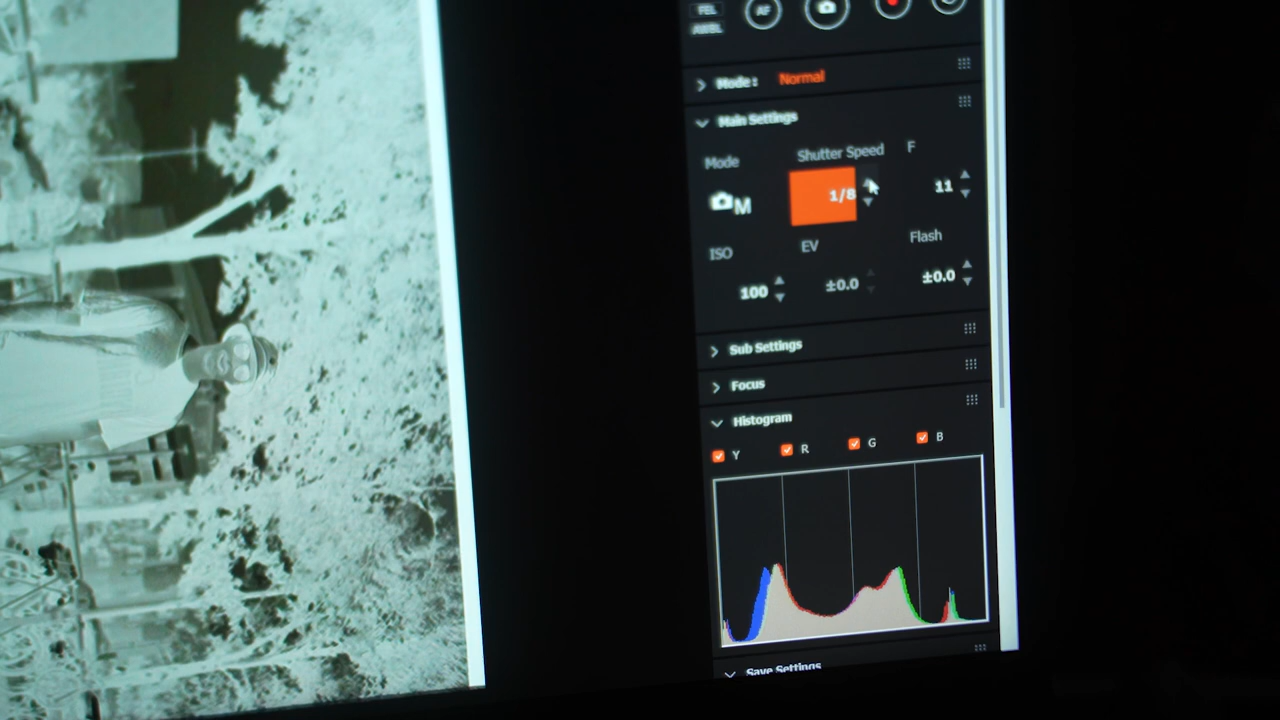 FEL
AWBL
AF
Mode: Normal
Main Settings
Mode
Shutter Speed
F
M
1/8
11
ISO
EV
Flash
100
±0.0
±0.0
Sub Settings
Focus
Histogram
Y
R
G
B
Save Settings